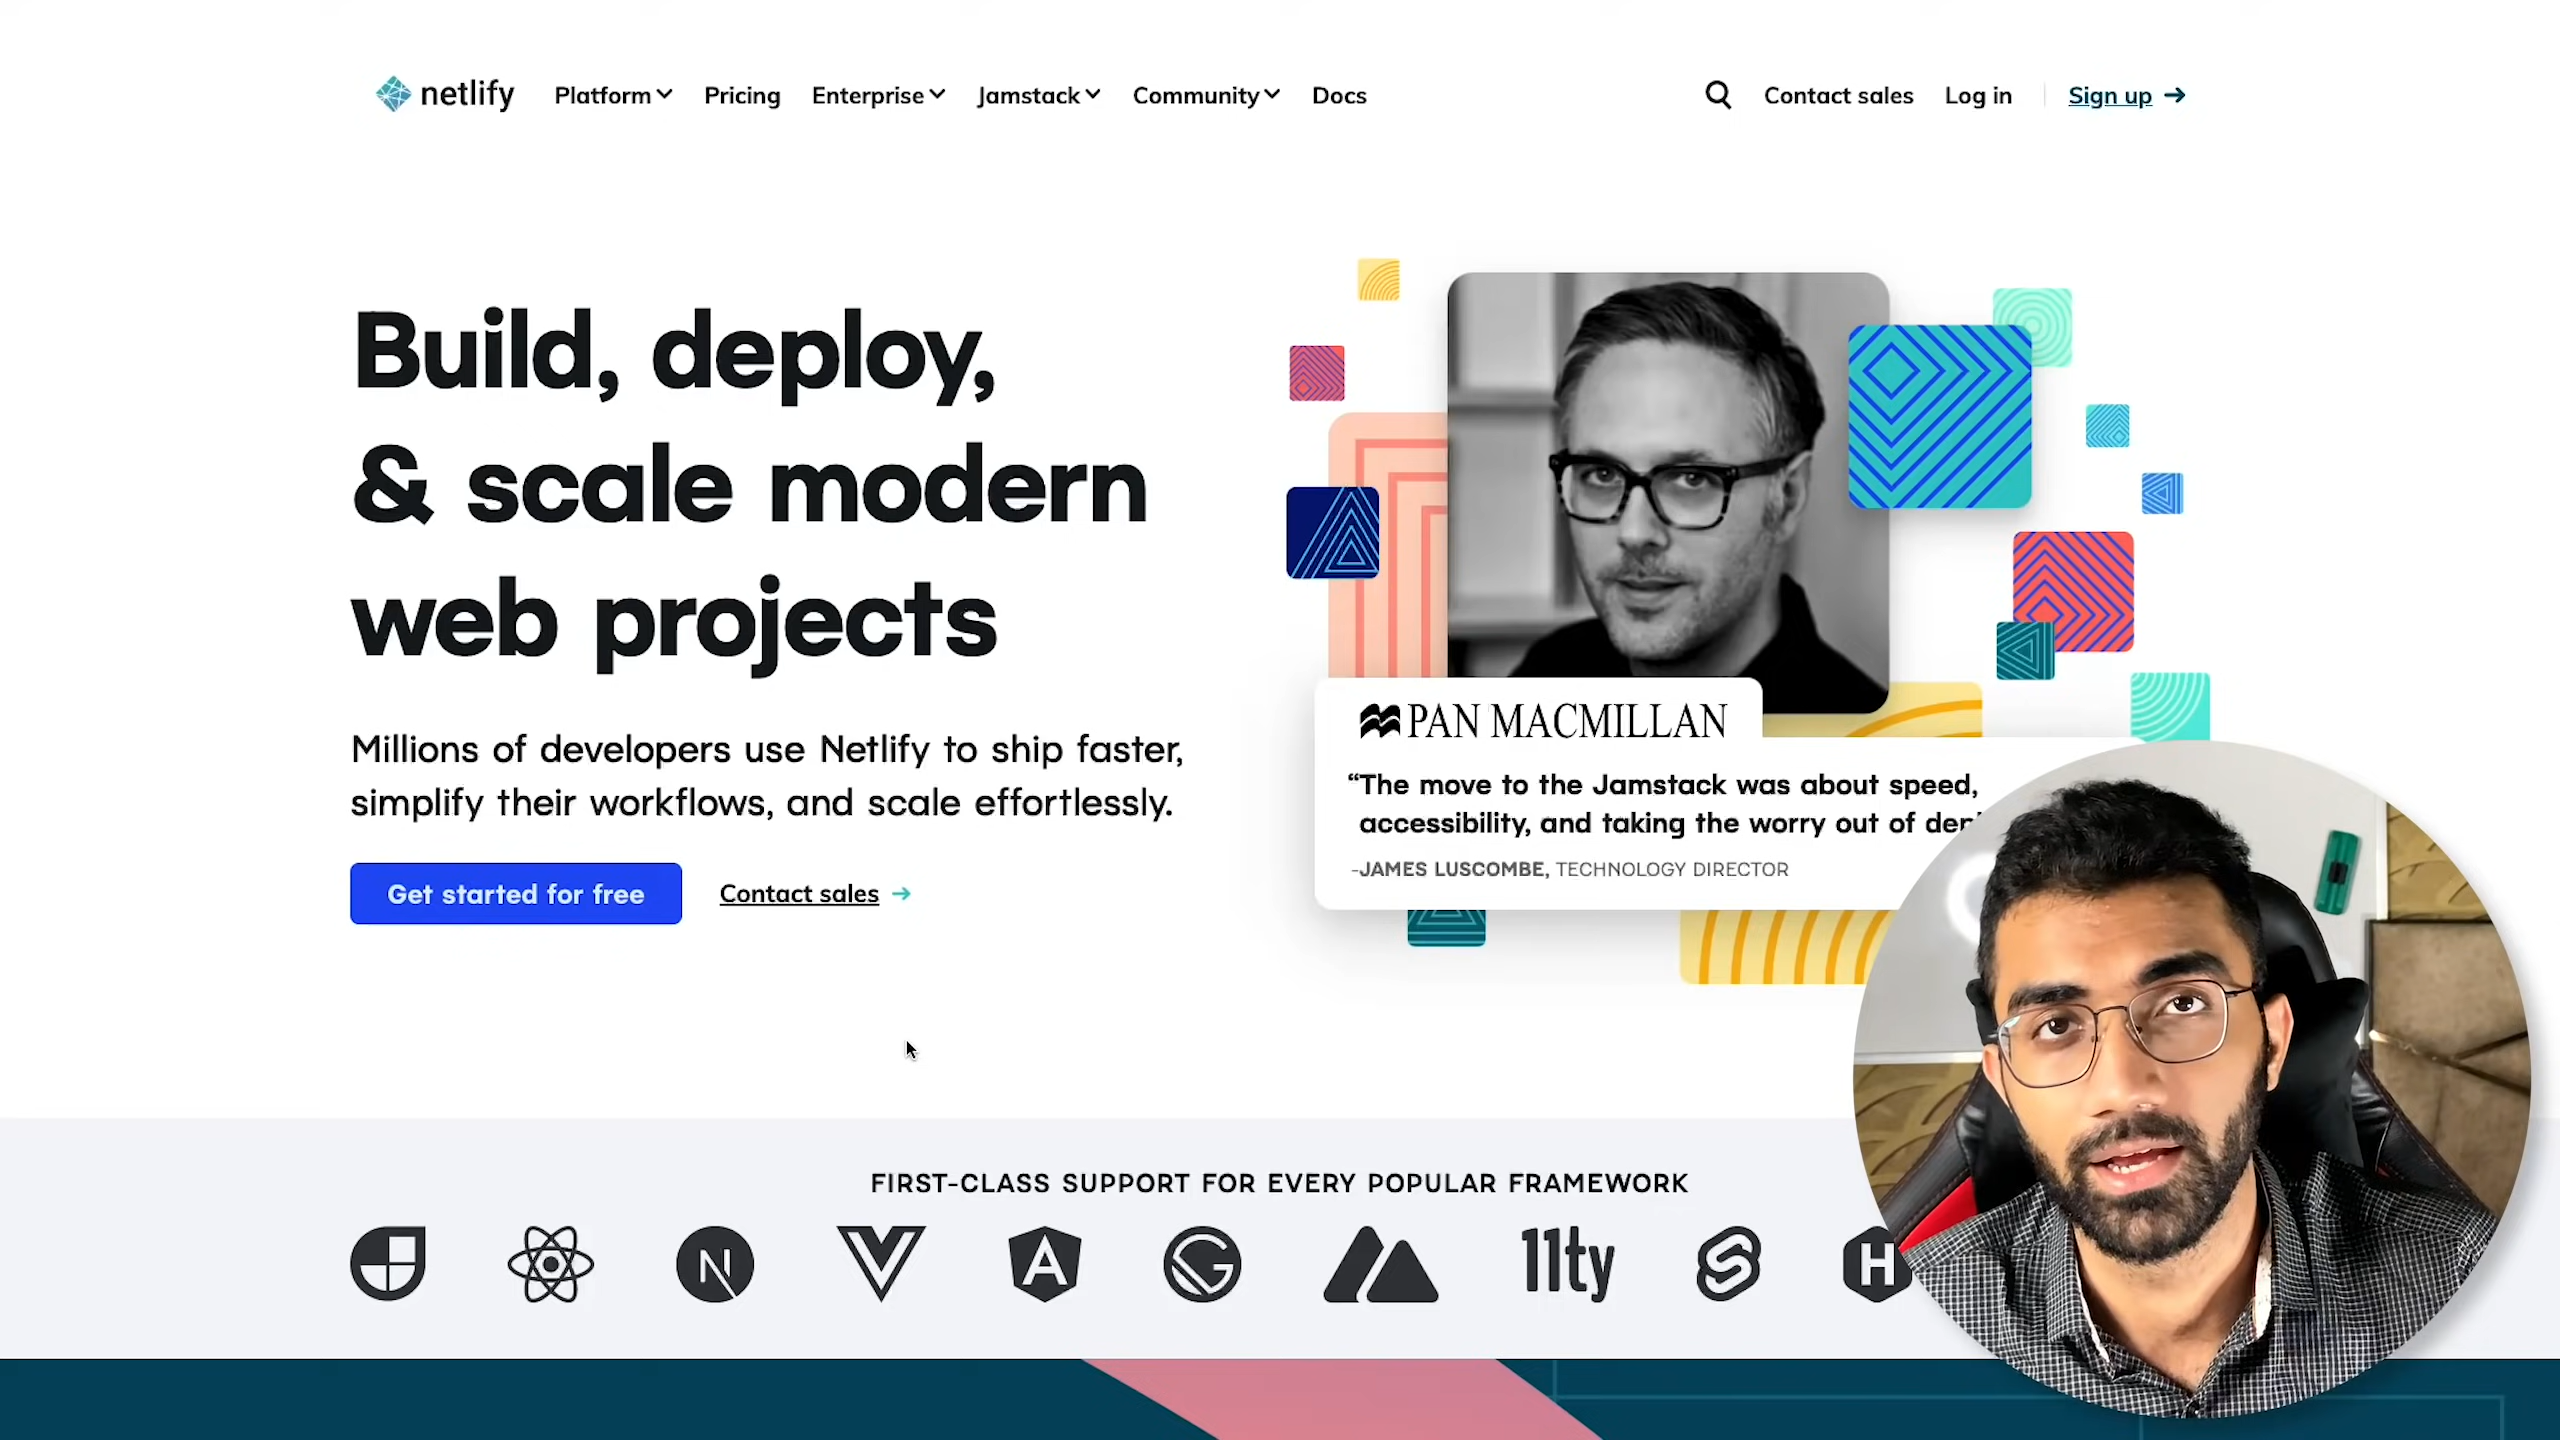 netlify
Platform
Pricing
Enterprise
Jamstack
Community
Docs
Contact sales
Log in
Sign up
Build, deploy,
& scale modern
web projects
Millions of developers use Netlify to ship faster,
simplify their workflows, and scale effortlessly.
Get started for free
Contact sales
PAN MACMILLAN
“The move to the Jamstack was about speed,
accessibility, and taking the worry out of
-JAMES LUSCOMBE, TECHNOLOGY DIRECTOR
FIRST-CLASS SUPPORT FOR EVERY POPULAR FRAMEWORK
N
A
G
11ty
H